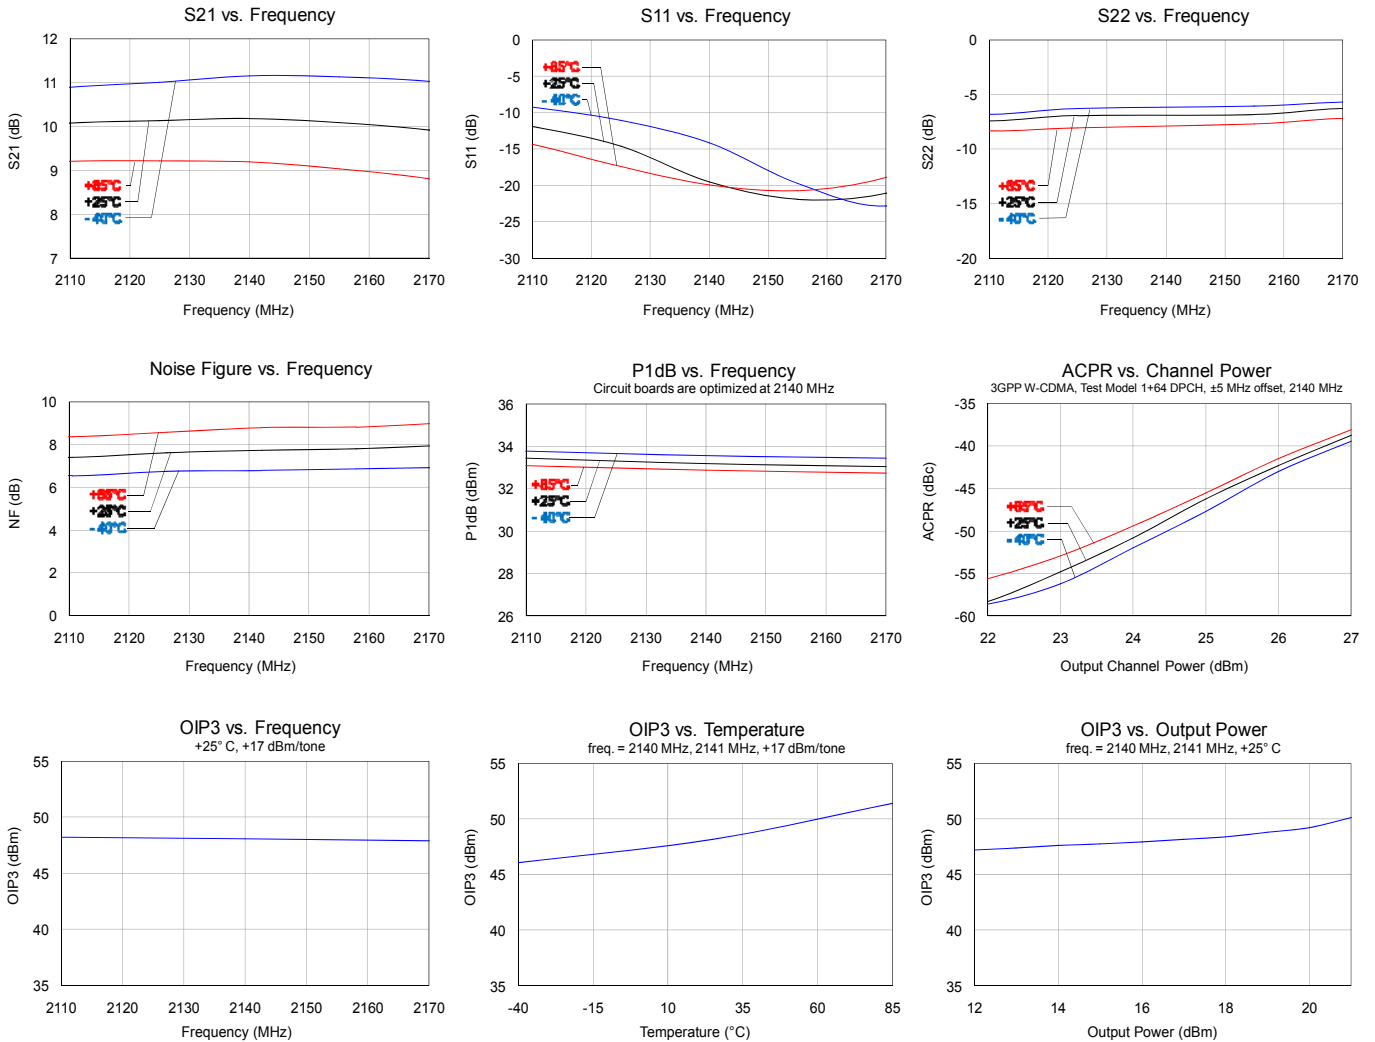 S21 vs. Frequency
12
11
10
9
8
7
S21 (dB)
+85°C
+25°C
- 40°C
2110 2120 2130 2140 2150 2160 2170
Frequency (MHz)
S11 vs. Frequency
0
-5
-10
-15
-20
-25
-30
S11 (dB)
+85°C
+25°C
- 40°C
2110 2120 2130 2140 2150 2160 2170
Frequency (MHz)
S22 vs. Frequency
0
-5
-10
-15
-20
S22 (dB)
+85°C
+25°C
- 40°C
2110 2120 2130 2140 2150 2160 2170
Frequency (MHz)
Noise Figure vs. Frequency
10
8
6
4
2
0
NF (dB)
+85°C
+25°C
- 40°C
2110 2120 2130 2140 2150 2160 2170
Frequency (MHz)
P1dB vs. Frequency
Circuit boards are optimized at 2140 MHz
36
34
32
30
28
26
P1dB (dBm)
+85°C
+25°C
- 40°C
2110 2120 2130 2140 2150 2160 2170
Frequency (MHz)
ACPR vs. Channel Power
3GPP W-CDMA, Test Model 1+64 DPCH, ±5 MHz offset, 2140 MHz
-35
-40
-45
-50
-55
-60
ACPR (dBc)
+85°C
+25°C
- 40°C
22 23 24 25 26 27
Output Channel Power (dBm)
OIP3 vs. Frequency
+25° C, +17 dBm/tone
55
50
45
40
35
OIP3 (dBm)
2110 2120 2130 2140 2150 2160 2170
Frequency (MHz)
OIP3 vs. Temperature
freq. = 2140 MHz, 2141 MHz, +17 dBm/tone
55
50
45
40
35
OIP3 (dBm)
-40 -15 10 35 60 85
Temperature (°C)
OIP3 vs. Output Power
freq. = 2140 MHz, 2141 MHz, +25° C
55
50
45
40
35
OIP3 (dBm)
12 14 16 18 20
Output Power (dBm)